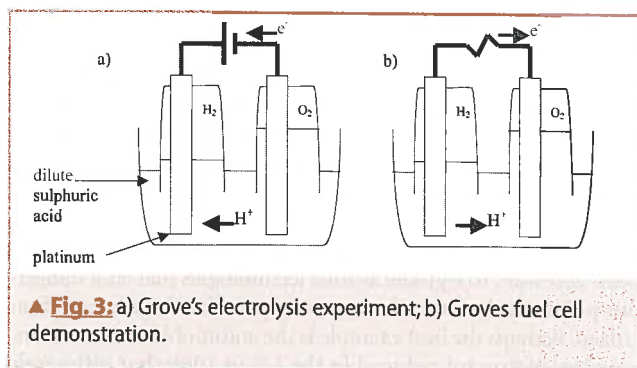 a)
e-
H₂
O₂
dilute
sulphuric
acid
H⁺
platinum
b)
e-
H₂
O₂
H⁺
▲ Fig. 3: a) Grove's electrolysis experiment; b) Groves fuel cell
demonstration.